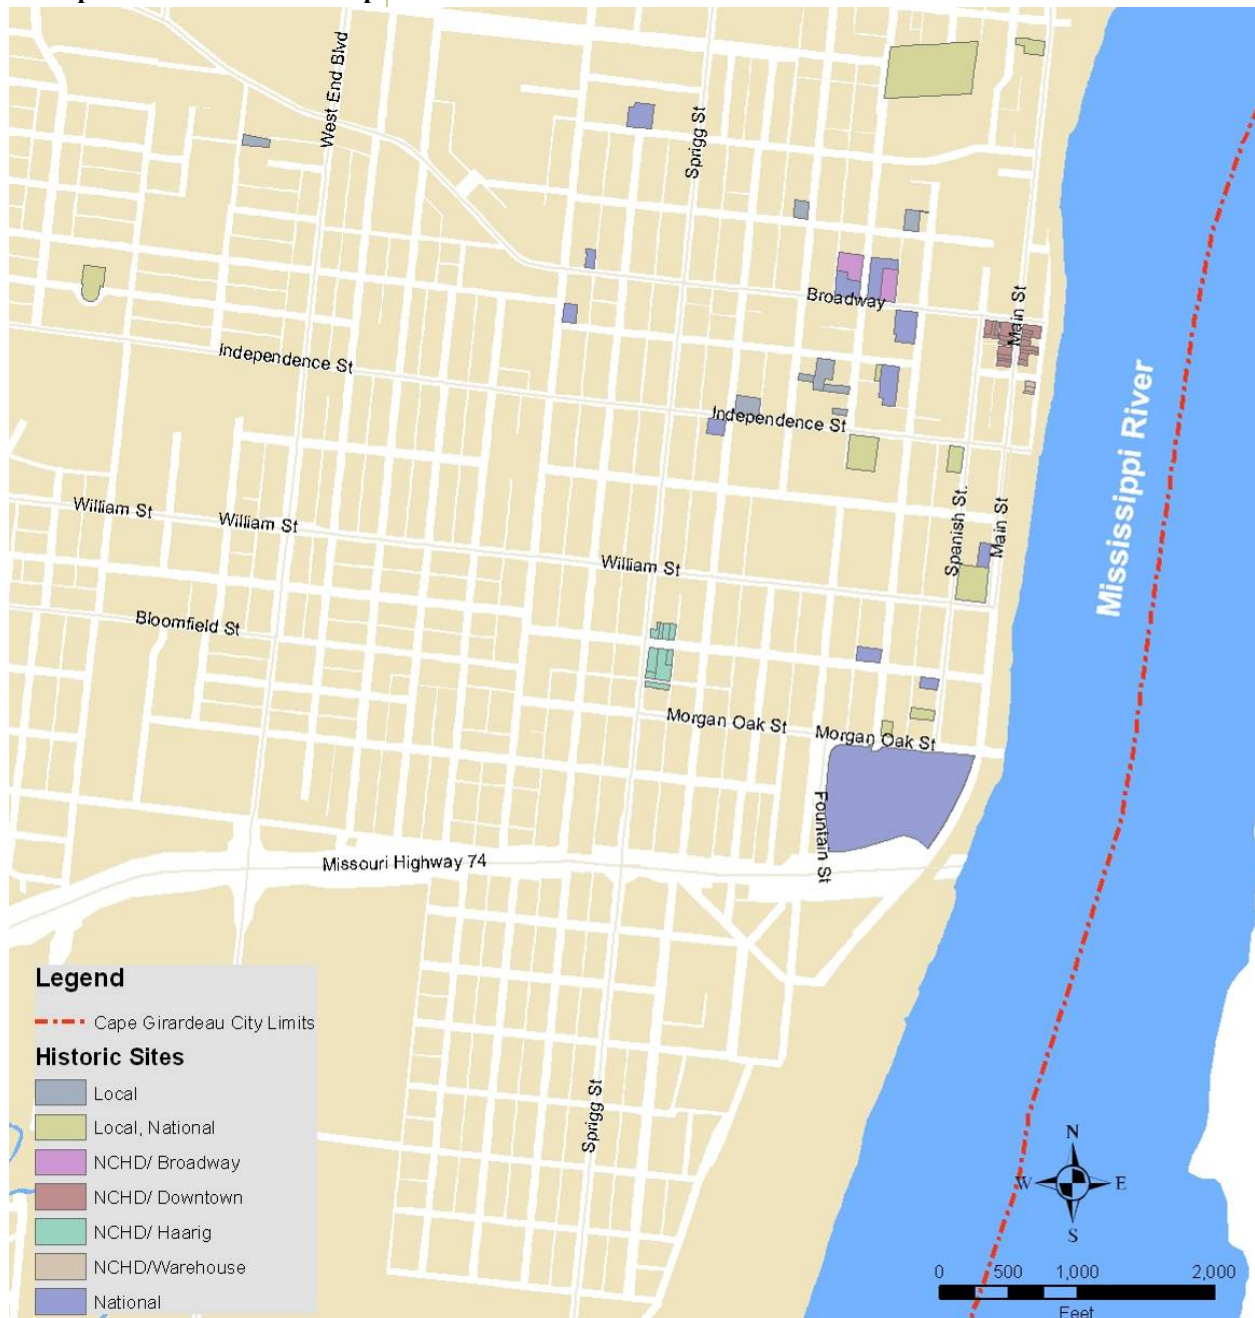 West End Blvd
Sprigg St
Broadway
Main St
Independence St
Independence St
Mississippi River
William St
William St
William St
Spanish St.
Main St
Bloomfield St
Morgan Oak St
Morgan Oak St
Fountain St
Missouri Highway 74
Sprigg St
Legend
Cape Girardeau City Limits
Historic Sites
Local
Local, National
NCHD/ Broadway
NCHD/ Downtown
NCHD/ Haarig
NCHD/Warehouse
National
N
W E
S
0 500 1,000 2,000
Feet